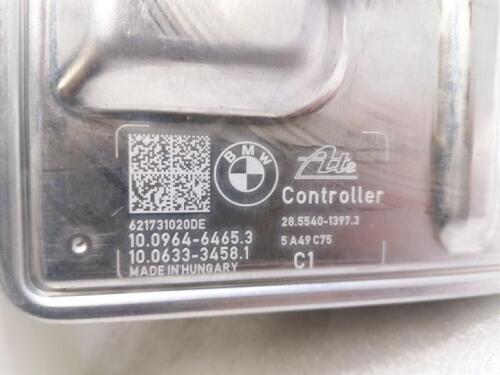 BMW
Ate
Controller
621731020DE
28.5540-1397.3
10.0964-6465.3
5 A49 C75
10.0633-3458.1
C1
MADE IN HUNGARY